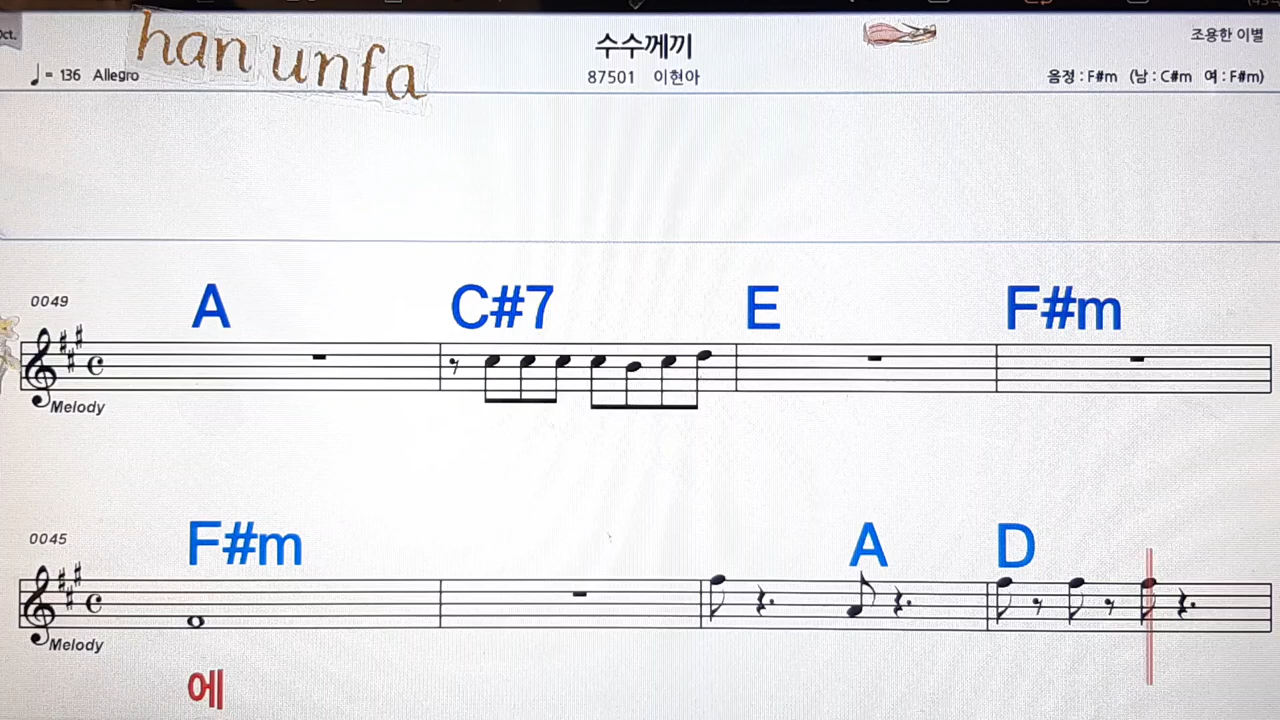 Oct.
han unfa
수수께끼
조용한 이별
♩= 136 Allegro
87501 이현아
음정 : F#m (남 : C#m 여 : F#m)
0049
A C#7 E F#m
Melody
0045
F#m A D
Melody
에